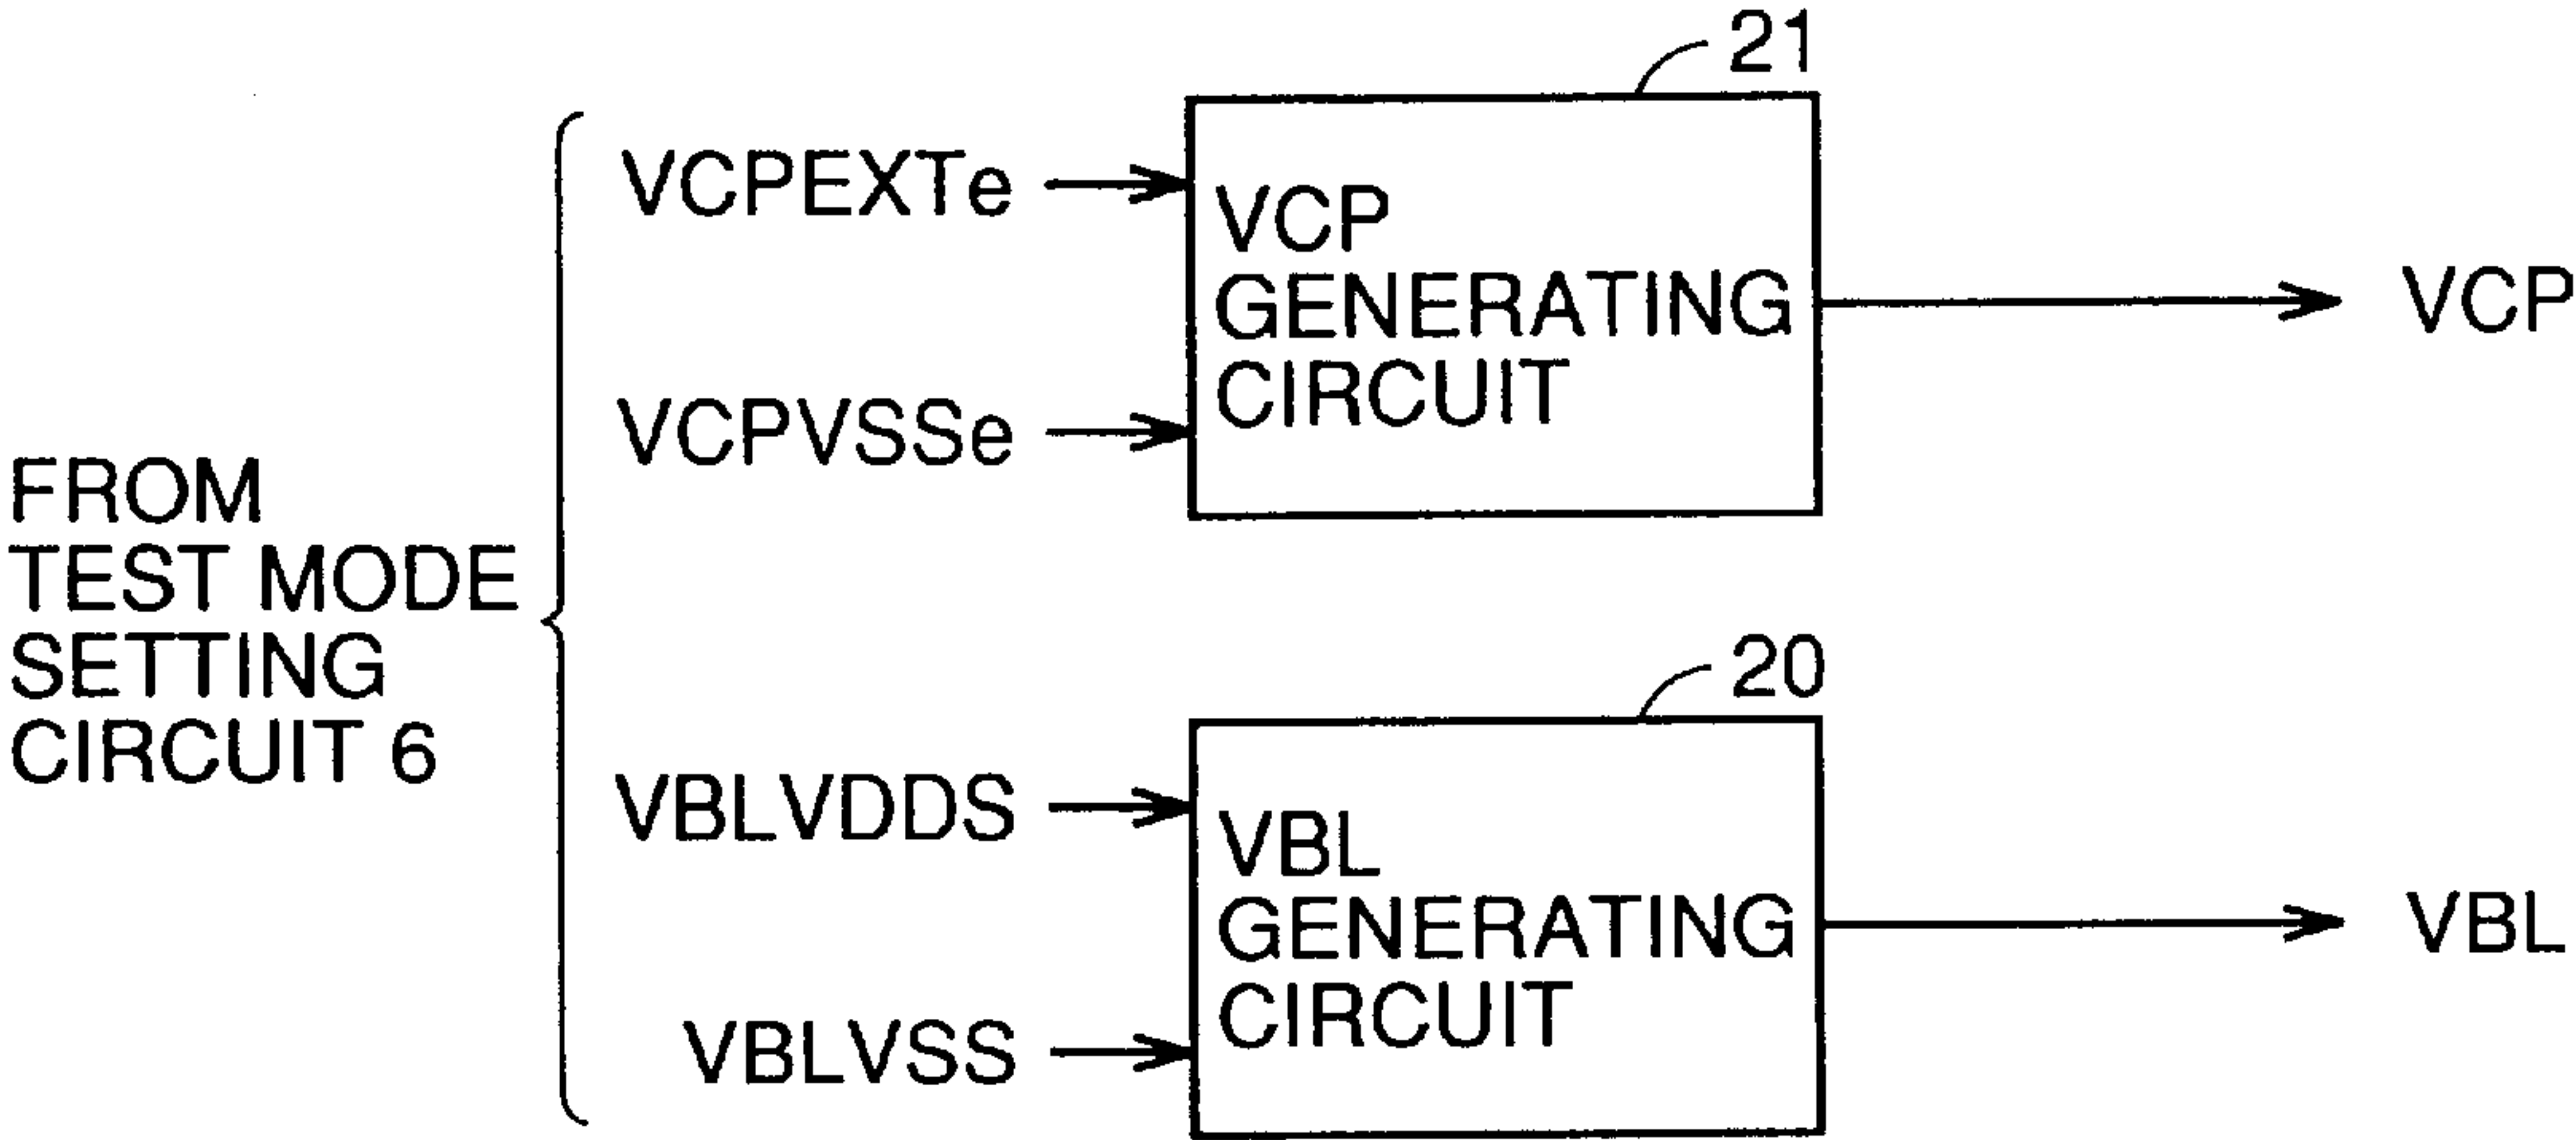 FROM
TEST MODE
SETTING
CIRCUIT 6
21
VCPEXTe
VCPVSSe
VCP
GENERATING
CIRCUIT
VCP
20
VBLVDDS
VBLVSS
VBL
GENERATING
CIRCUIT
VBL